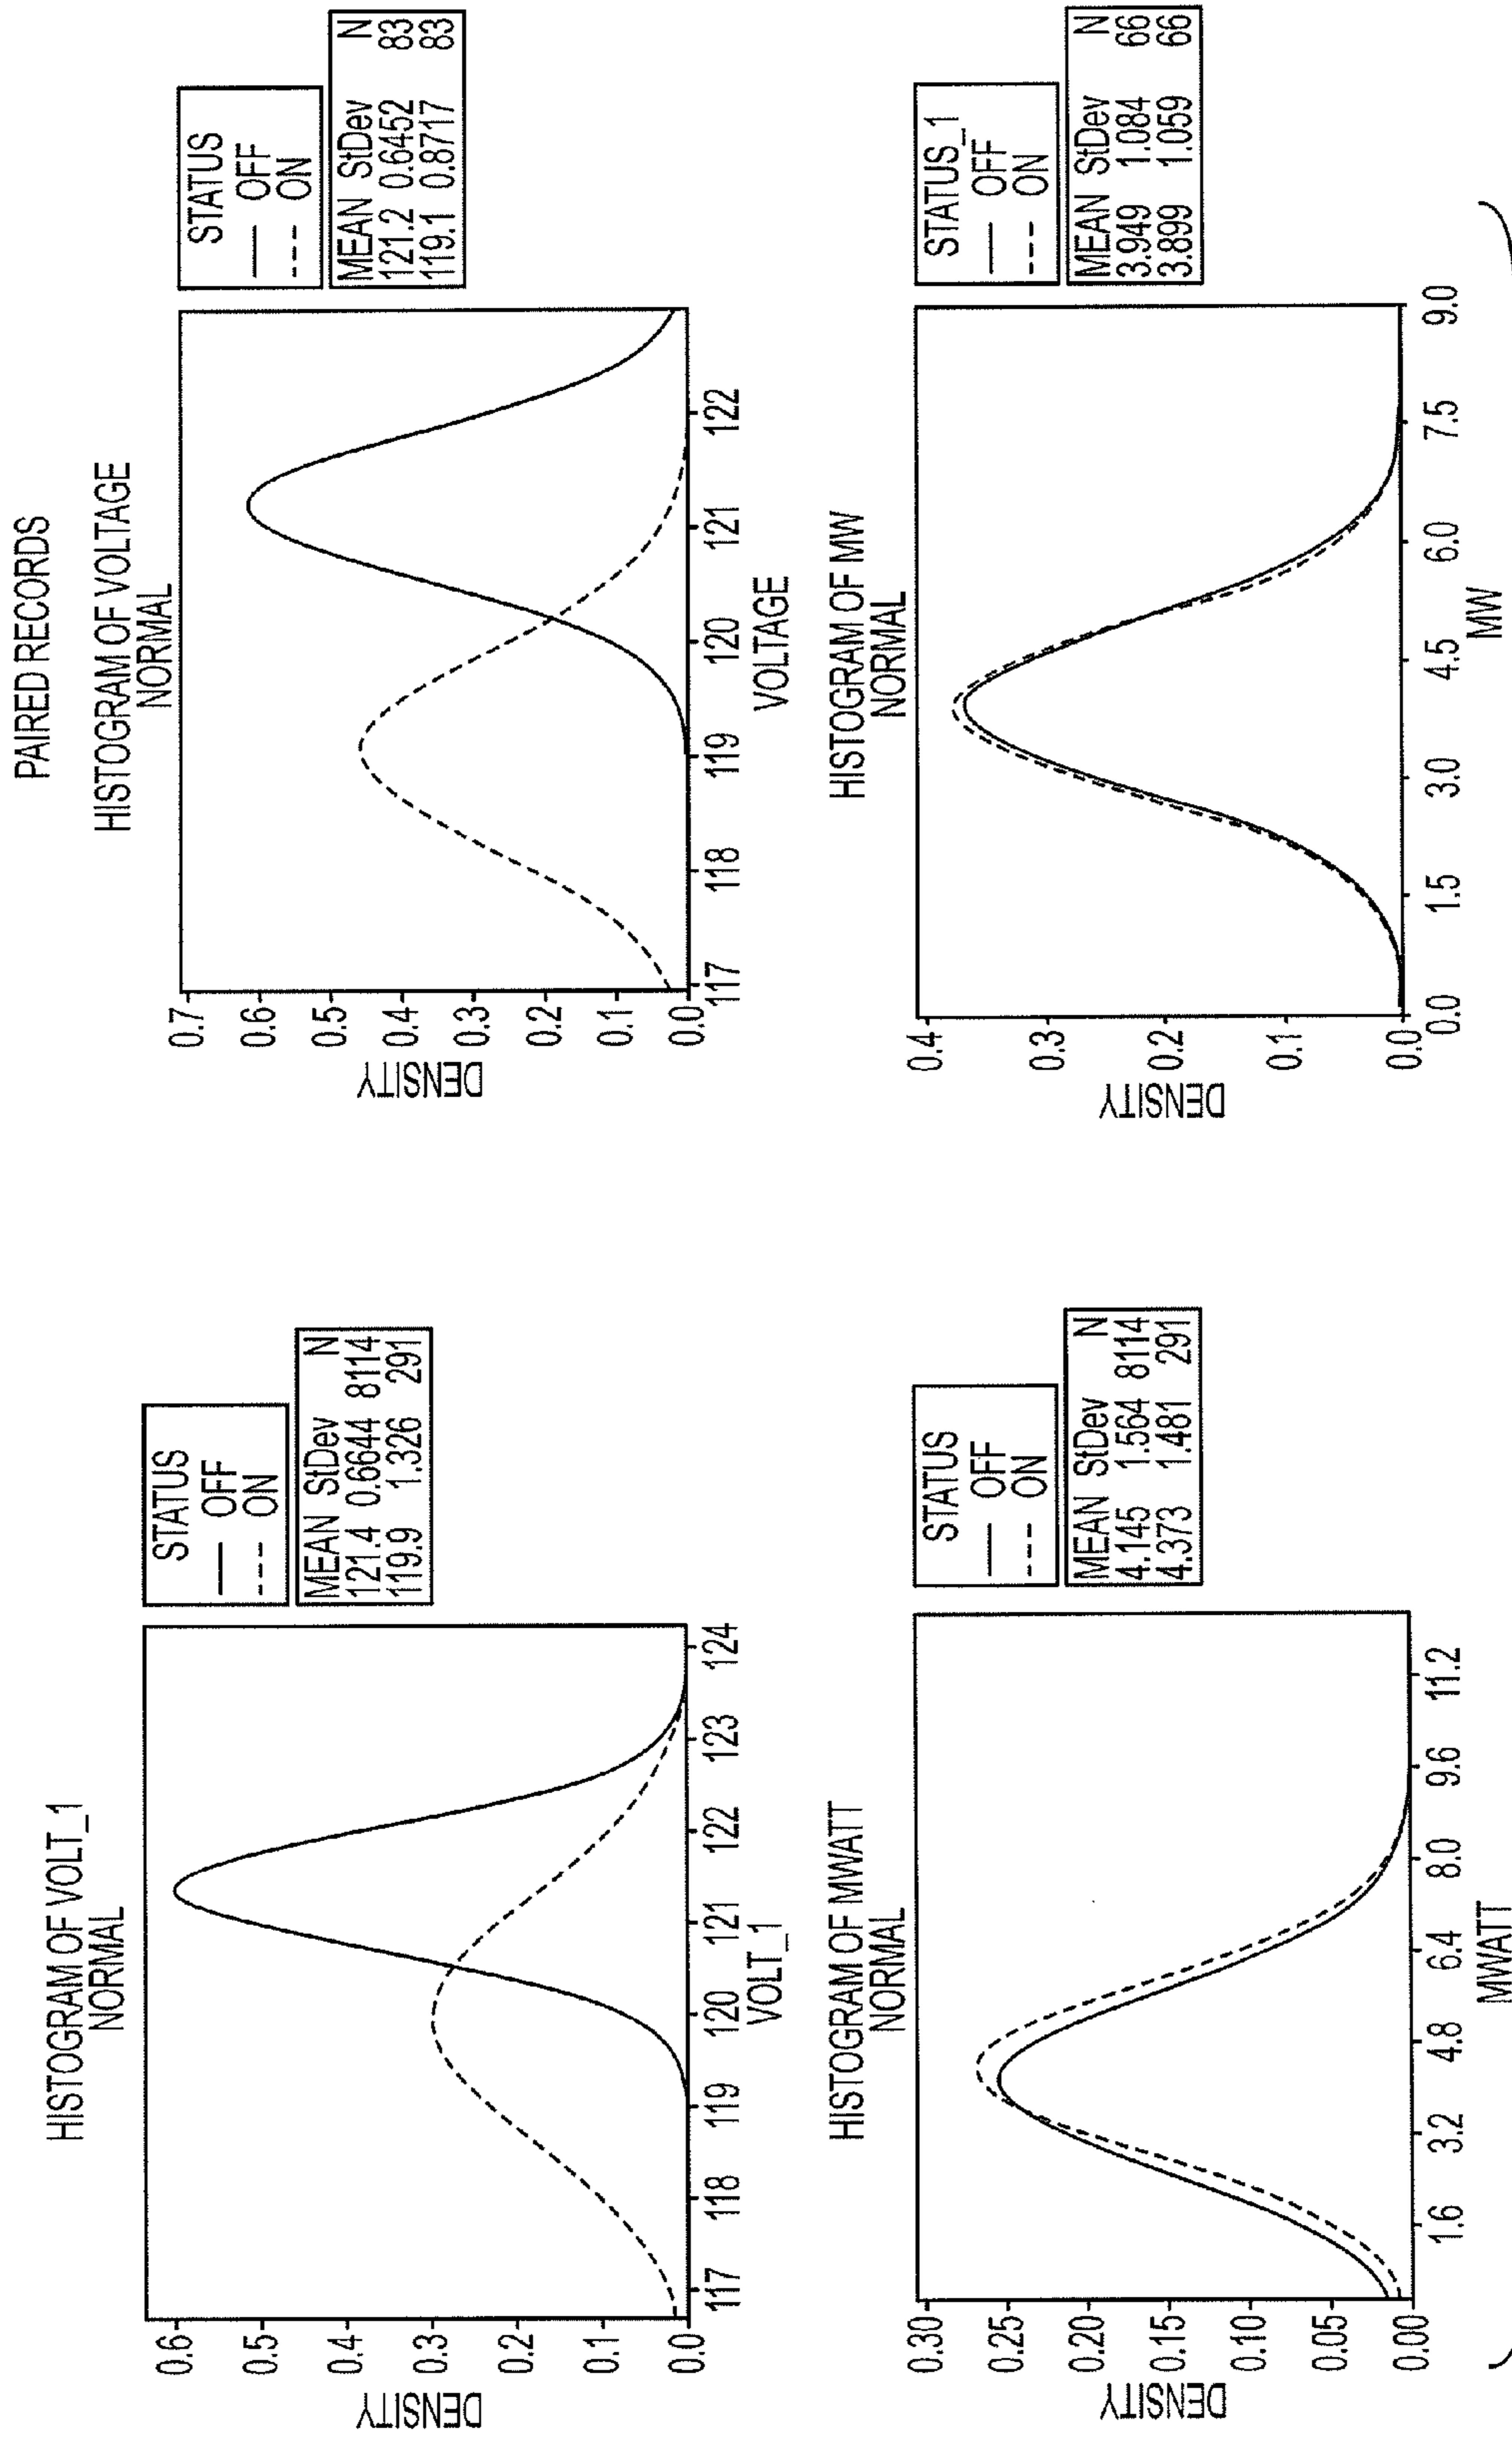 PAIRED RECORDS
HISTOGRAM OF VOLT_1
NORMAL
DENSITY
0.6
0.5
0.4
0.3
0.2
0.1
0.0
117
118
119
120
121
122
123
124
VOLT_1
STATUS
OFF
ON
MEAN StDev N
121.4 0.6644 8114
119.9 1.326 291
HISTOGRAM OF VOLTAGE
NORMAL
DENSITY
0.7
0.6
0.5
0.4
0.3
0.2
0.1
0.0
117
118
119
120
121
122
VOLTAGE
STATUS
OFF
ON
MEAN StDev N
121.2 0.6452 83
119.1 0.8717 83
HISTOGRAM OF MWATT
NORMAL
DENSITY
0.30
0.25
0.20
0.15
0.10
0.05
0.00
1.6
3.2
4.8
6.4
8.0
9.6
11.2
MWATT
STATUS
OFF
ON
MEAN StDev N
4.145 1.564 8114
4.373 1.481 291
HISTOGRAM OF MW
NORMAL
DENSITY
0.4
0.3
0.2
0.1
0.0
0.0
1.5
3.0
4.5
6.0
7.5
9.0
MW
STATUS_1
OFF
ON
MEAN StDev N
3.949 1.084 66
3.899 1.059 66